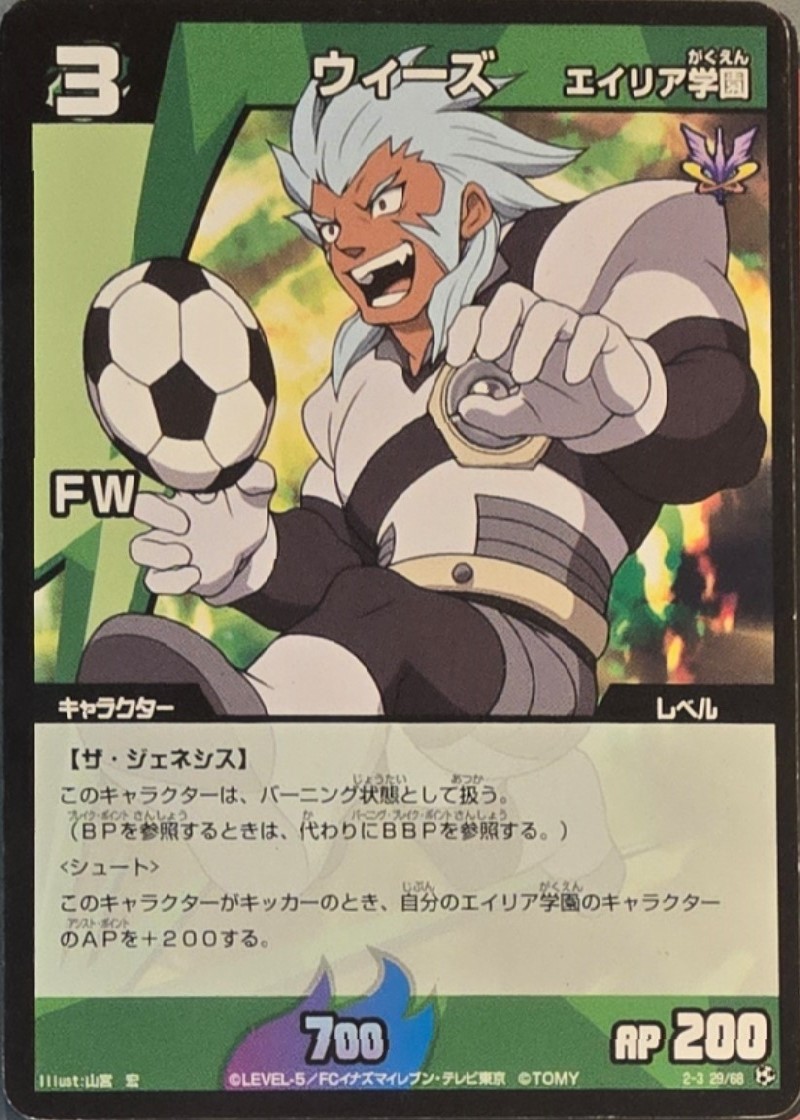 3
ウィーズ
がくえん
エイリア学園
FW
キャラクター
レベル
【ザ・ジェネシス】
じょうたい あつか
このキャラクターは、バーニング状態として扱う。
ブレイク・ポイント さんしょう か バーニング・ブレイク・ポイント さんしょう
(BPを参照するときは、代わりにBBPを参照する。)
<シュート>
じぶん がくえん
このキャラクターがキッカーのとき、自分のエイリア学園のキャラクター
アシスト・ポイント
のAPを+200する。
700
AP 200
Illust:山宮 宏
©LEVEL-5/FCイナズマイレブン・テレビ東京 ©TOMY
2-3 29/68